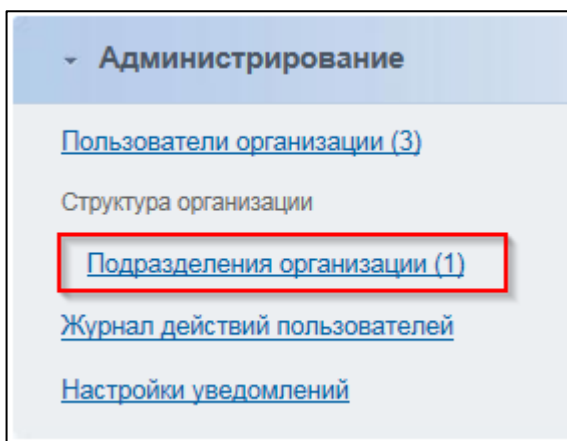 Администрирование
Пользователи организации (3)
Структура организации
Подразделения организации (1)
Журнал действий пользователей
Настройки уведомлений